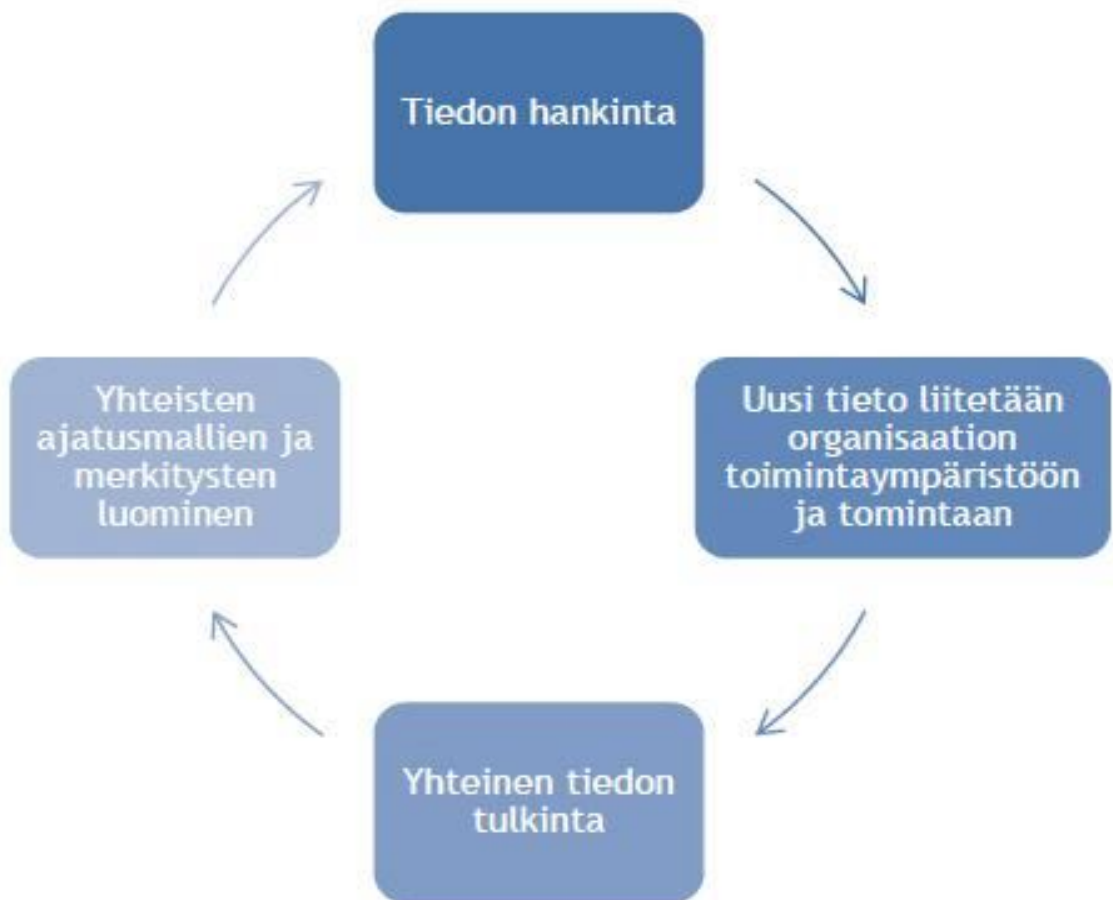 Tiedon hankinta
Uusi tieto liitetään
organisaation
toimintaympäristöön
ja tomintaan
Yhteinen tiedon
tulkinta
Yhteisten
ajatusmallien ja
merkitysten
luominen